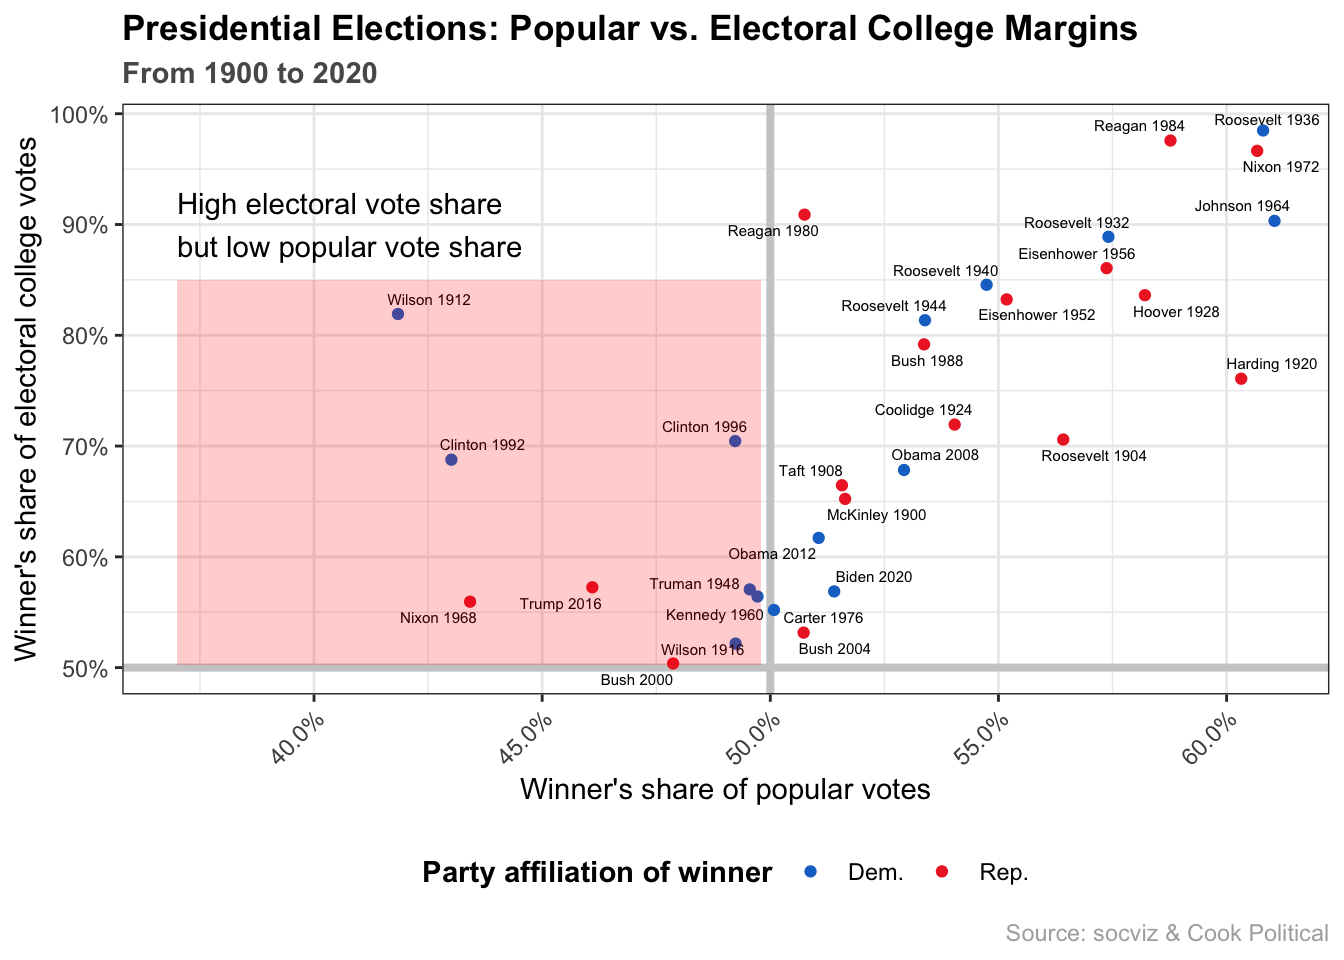 Presidential Elections: Popular vs. Electoral College Margins
From 1900 to 2020
Winner's share of electoral college votes
100%
90%
80%
70%
60%
50%
High electoral vote share
but low popular vote share
Roosevelt 1936
Reagan 1984
Nixon 1972
Johnson 1964
Roosevelt 1932
Reagan 1980
Eisenhower 1956
Roosevelt 1940
Wilson 1912
Roosevelt 1944
Hoover 1928
Eisenhower 1952
Bush 1988
Harding 1920
Coolidge 1924
Clinton 1996
Clinton 1992
Obama 2008
Roosevelt 1904
Taft 1908
McKinley 1900
Obama 2012
Biden 2020
Truman 1948
Trump 2016
Kennedy 1960
Carter 1976
Nixon 1968
Bush 2004
Wilson 1916
Bush 2000
40.0%
45.0%
50.0%
55.0%
60.0%
Winner's share of popular votes
Party affiliation of winner
Dem.
Rep.
Source: socviz & Cook Political